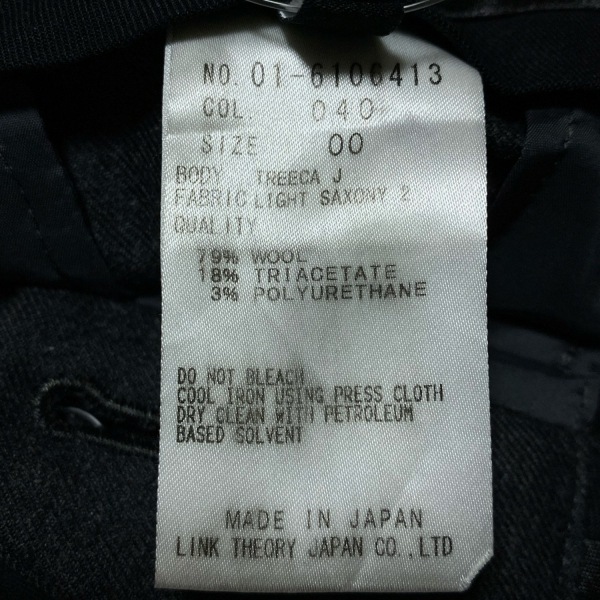 NO. 01-6106413
COL. 040
SIZE 00
BODY TREECA J
FABRIC LIGHT SAXONY 2
QUALITY
79% WOOL
18% TRIACETATE
3% POLYURETHANE
DO NOT BLEACH
COOL IRON USING PRESS CLOTH
DRY CLEAN WITH PETROLEUM
BASED SOLVENT
MADE IN JAPAN
LINK THEORY JAPAN CO.,LTD